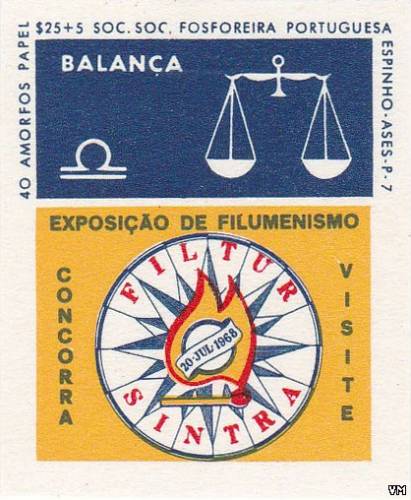 $25+5 SOC. SOC, FOSFOREIRA PORTUGUESA
40 AMORFOS PAPEL
ESPINHO-ASES-P-7
BALANÇA
EXPOSIÇÃO DE FILUMENISMO
CONCORRA
VISITE
FILTUR
20-JUL-1968
SINTRA
VM